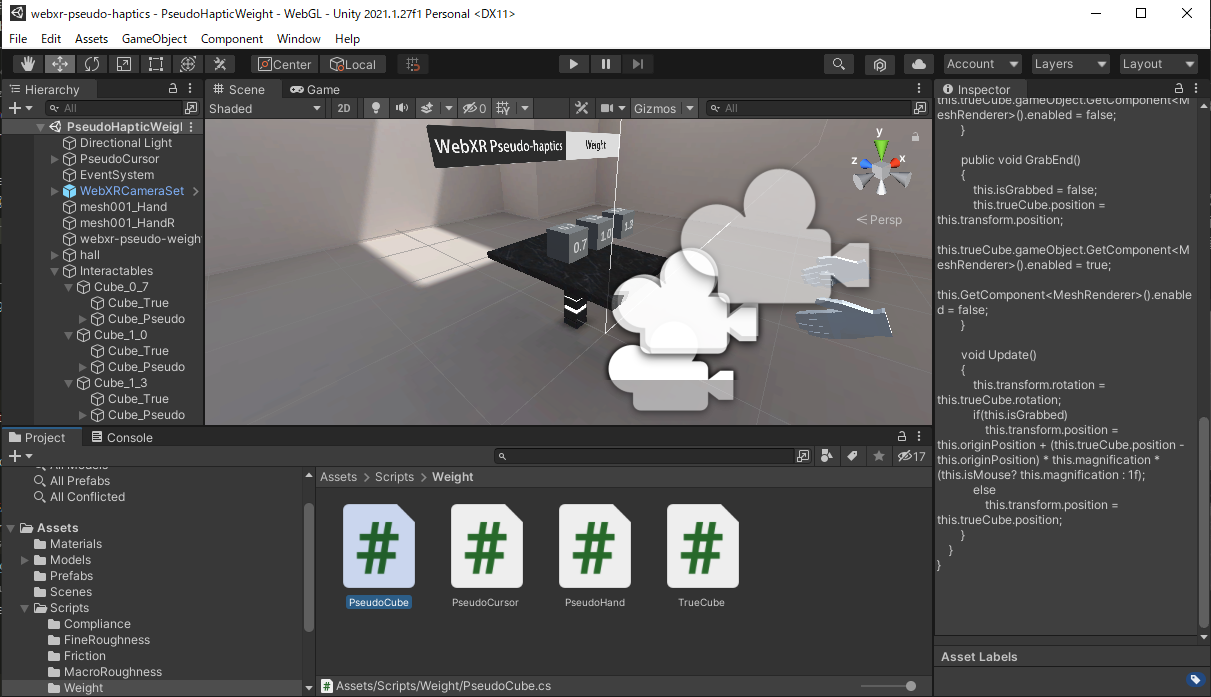 webxr-pseudo-haptics - PseudoHapticWeight - WebGL - Unity 2021.1.27f1 Personal <DX11>
File Edit Assets GameObject Component Window Help
Center Local Account Layers Layout
Hierarchy
All
PseudoHapticWeigl
Directional Light
PseudoCursor
EventSystem
WebXRCameraSet
mesh001_Hand
mesh001_HandR
webxr-pseudo-weigh
hall
Interactables
Cube_0_7
Cube_True
Cube_Pseudo
Cube_1_0
Cube_True
Cube_Pseudo
Cube_1_3
Cube_True
Cube_Pseudo
Scene Game
Shaded 2D 0 Gizmos All
WebXR Pseudo-haptics Weight
y
z x
Persp
0.7 1.0 1.3
Inspector
this.trueCube.gameObject.GetComponent<M
eshRenderer>().enabled = false;
}
public void GrabEnd()
{
this.isGrabbed = false;
this.trueCube.position =
this.transform.position;
this.trueCube.gameObject.GetComponent<M
eshRenderer>().enabled = true;
this.GetComponent<MeshRenderer>().enable
d = false;
}
void Update()
{
this.transform.rotation =
this.trueCube.rotation;
if(this.isGrabbed)
this.transform.position =
this.originPosition + (this.trueCube.position -
this.originPosition) * this.magnification *
(this.isMouse? this.magnification : 1f);
else
this.transform.position =
this.trueCube.position;
}
}
}
Asset Labels
Project Console
17
All Models
All Prefabs
All Conflicted
Assets
Materials
Models
Prefabs
Scenes
Scripts
Compliance
FineRoughness
Friction
MacroRoughness
Weight
Assets > Scripts > Weight
# # # #
PseudoCube PseudoCursor PseudoHand TrueCube
Assets/Scripts/Weight/PseudoCube.cs